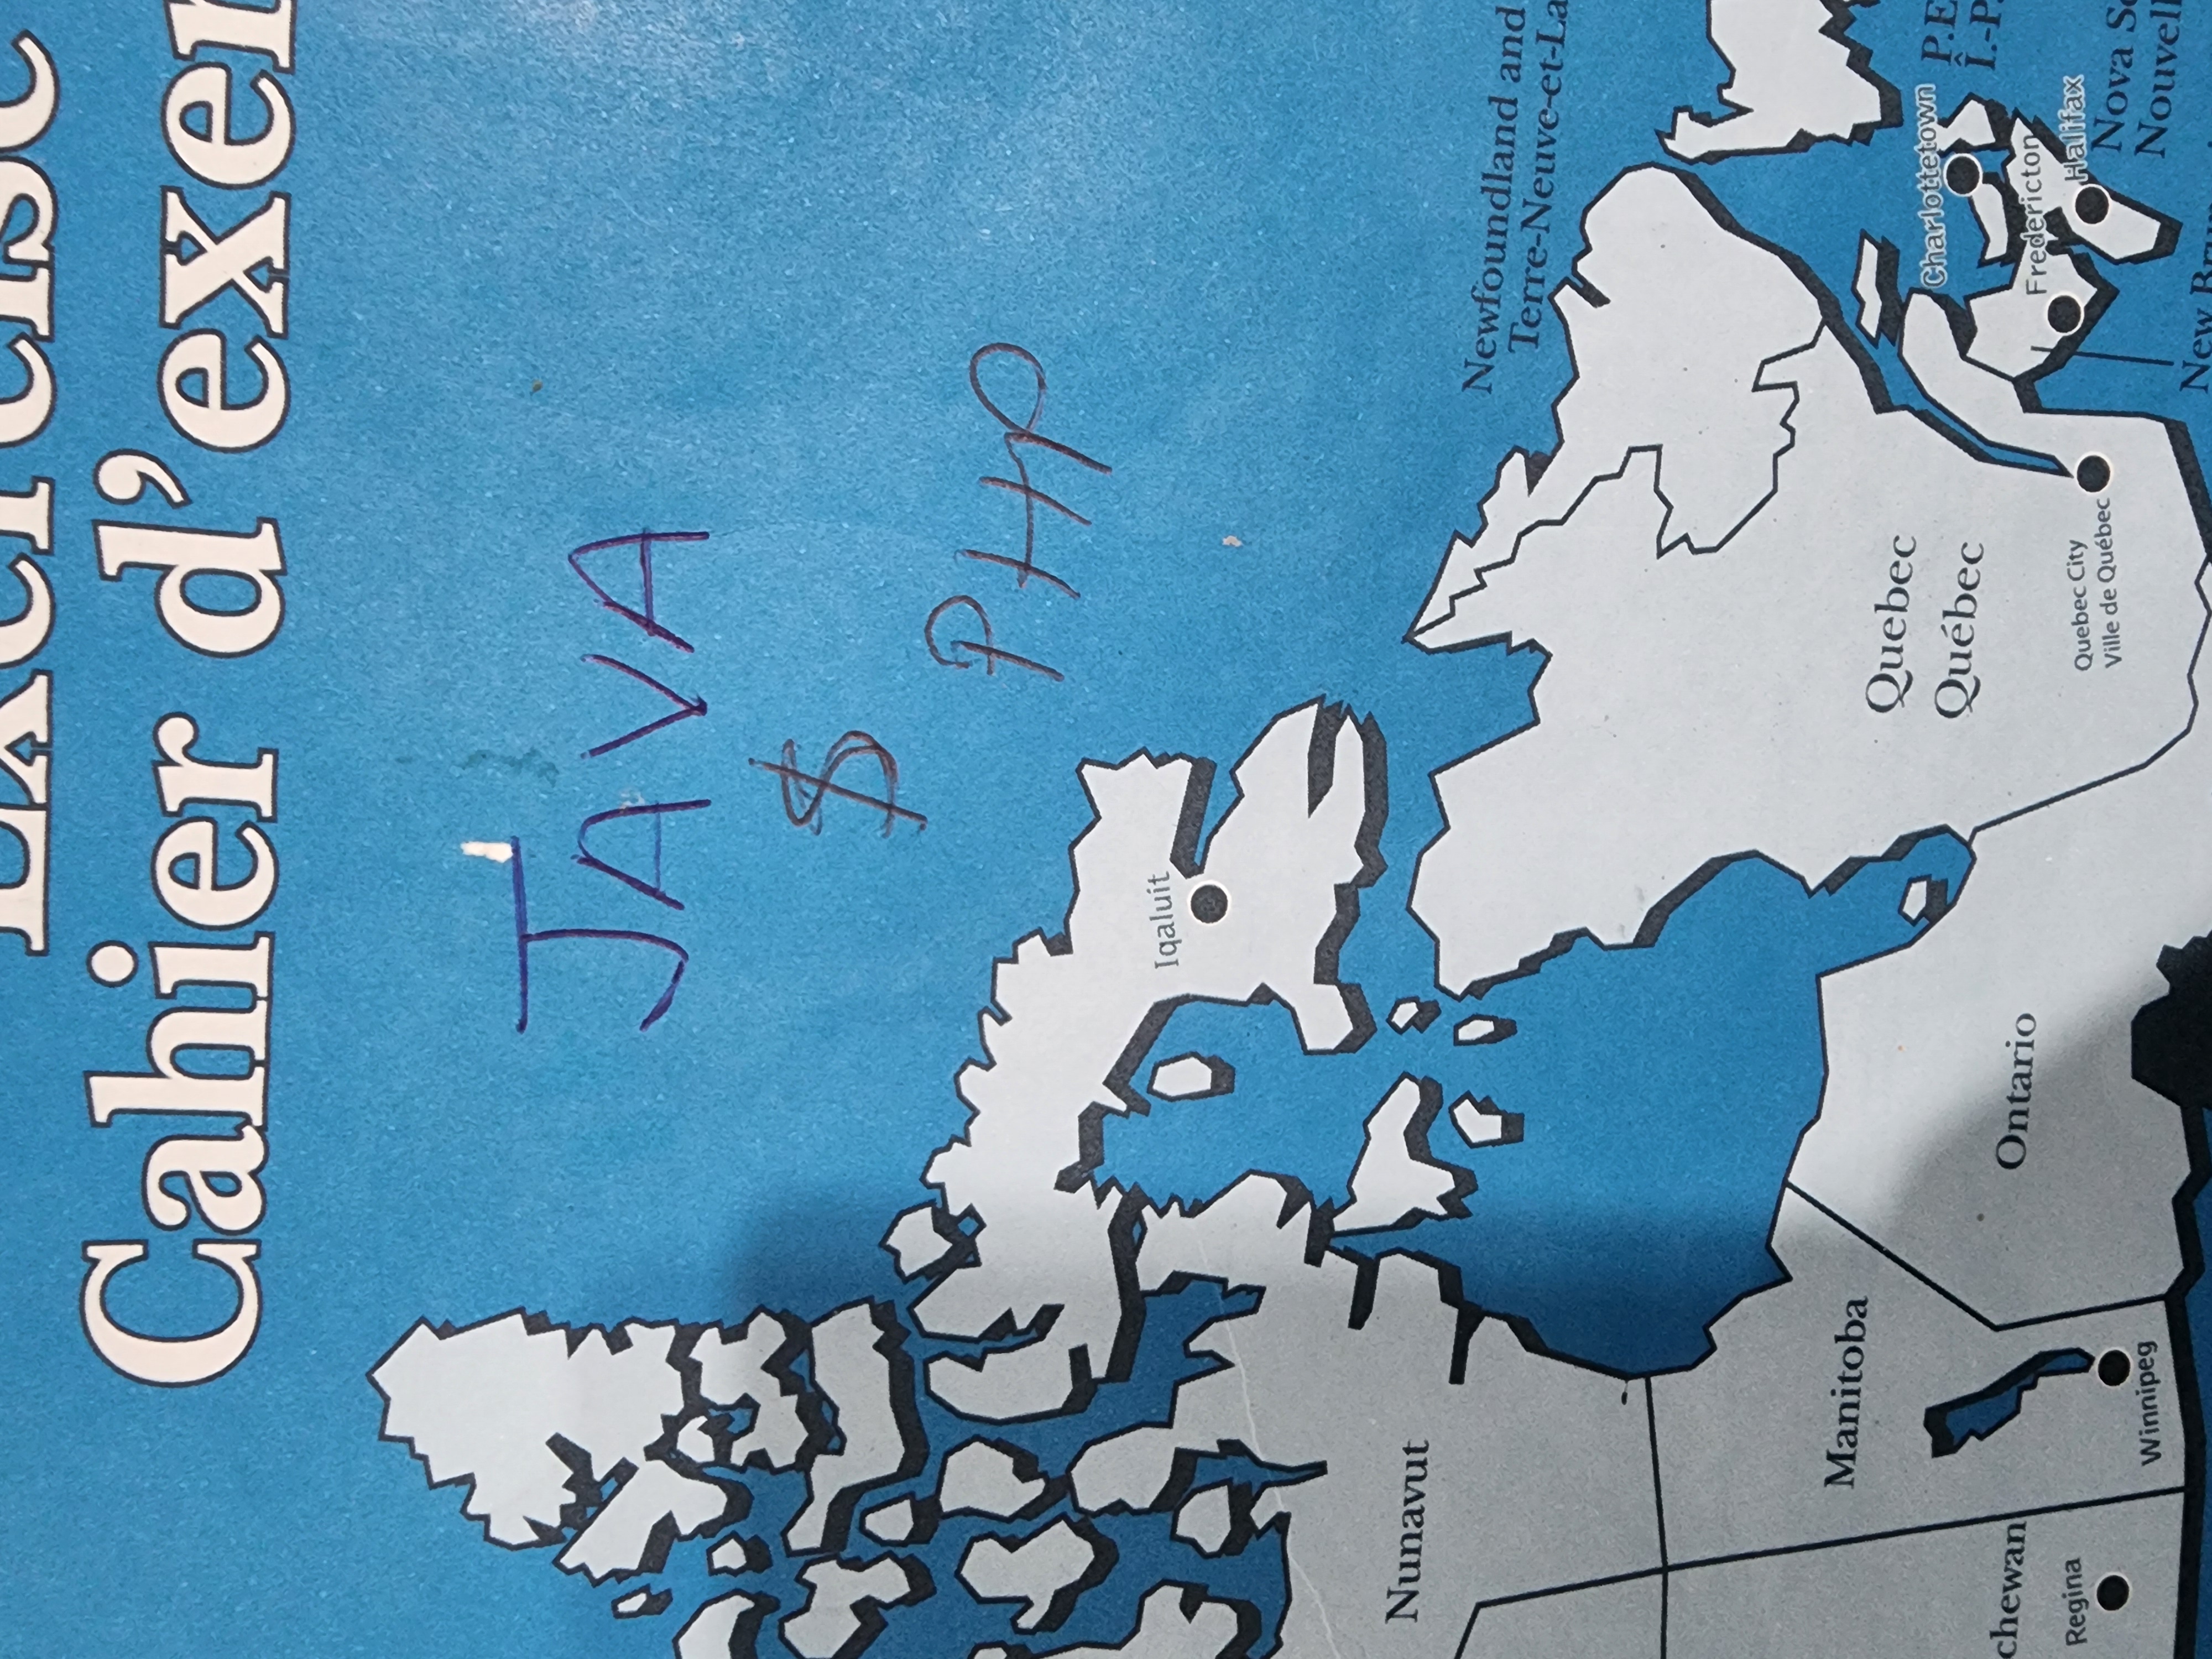 Exercise
Cahier d'exer
JAVA
$
PHP
Iqaluit
Nunavut
Newfoundland and
Terre-Neuve-et-La
Manitoba
Quebec
Québec
Charlottetown
P.E
Î.-P.
chewan
Ontario
Fredericton
Regina
Quebec City
Ville de Québec
Halifax
Nova Sc
Nouvell
Winnipeg
New Brun